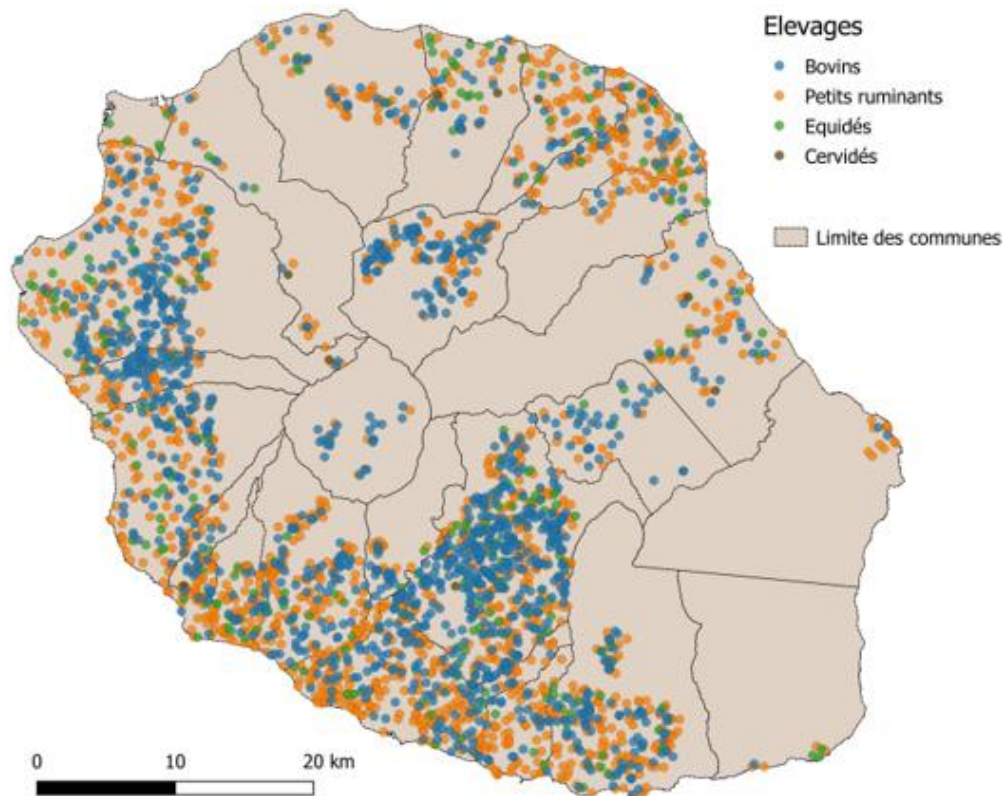 Elevages
Bovins
Petits ruminants
Equidés
Cervidés
Limite des communes
0 10 20 km